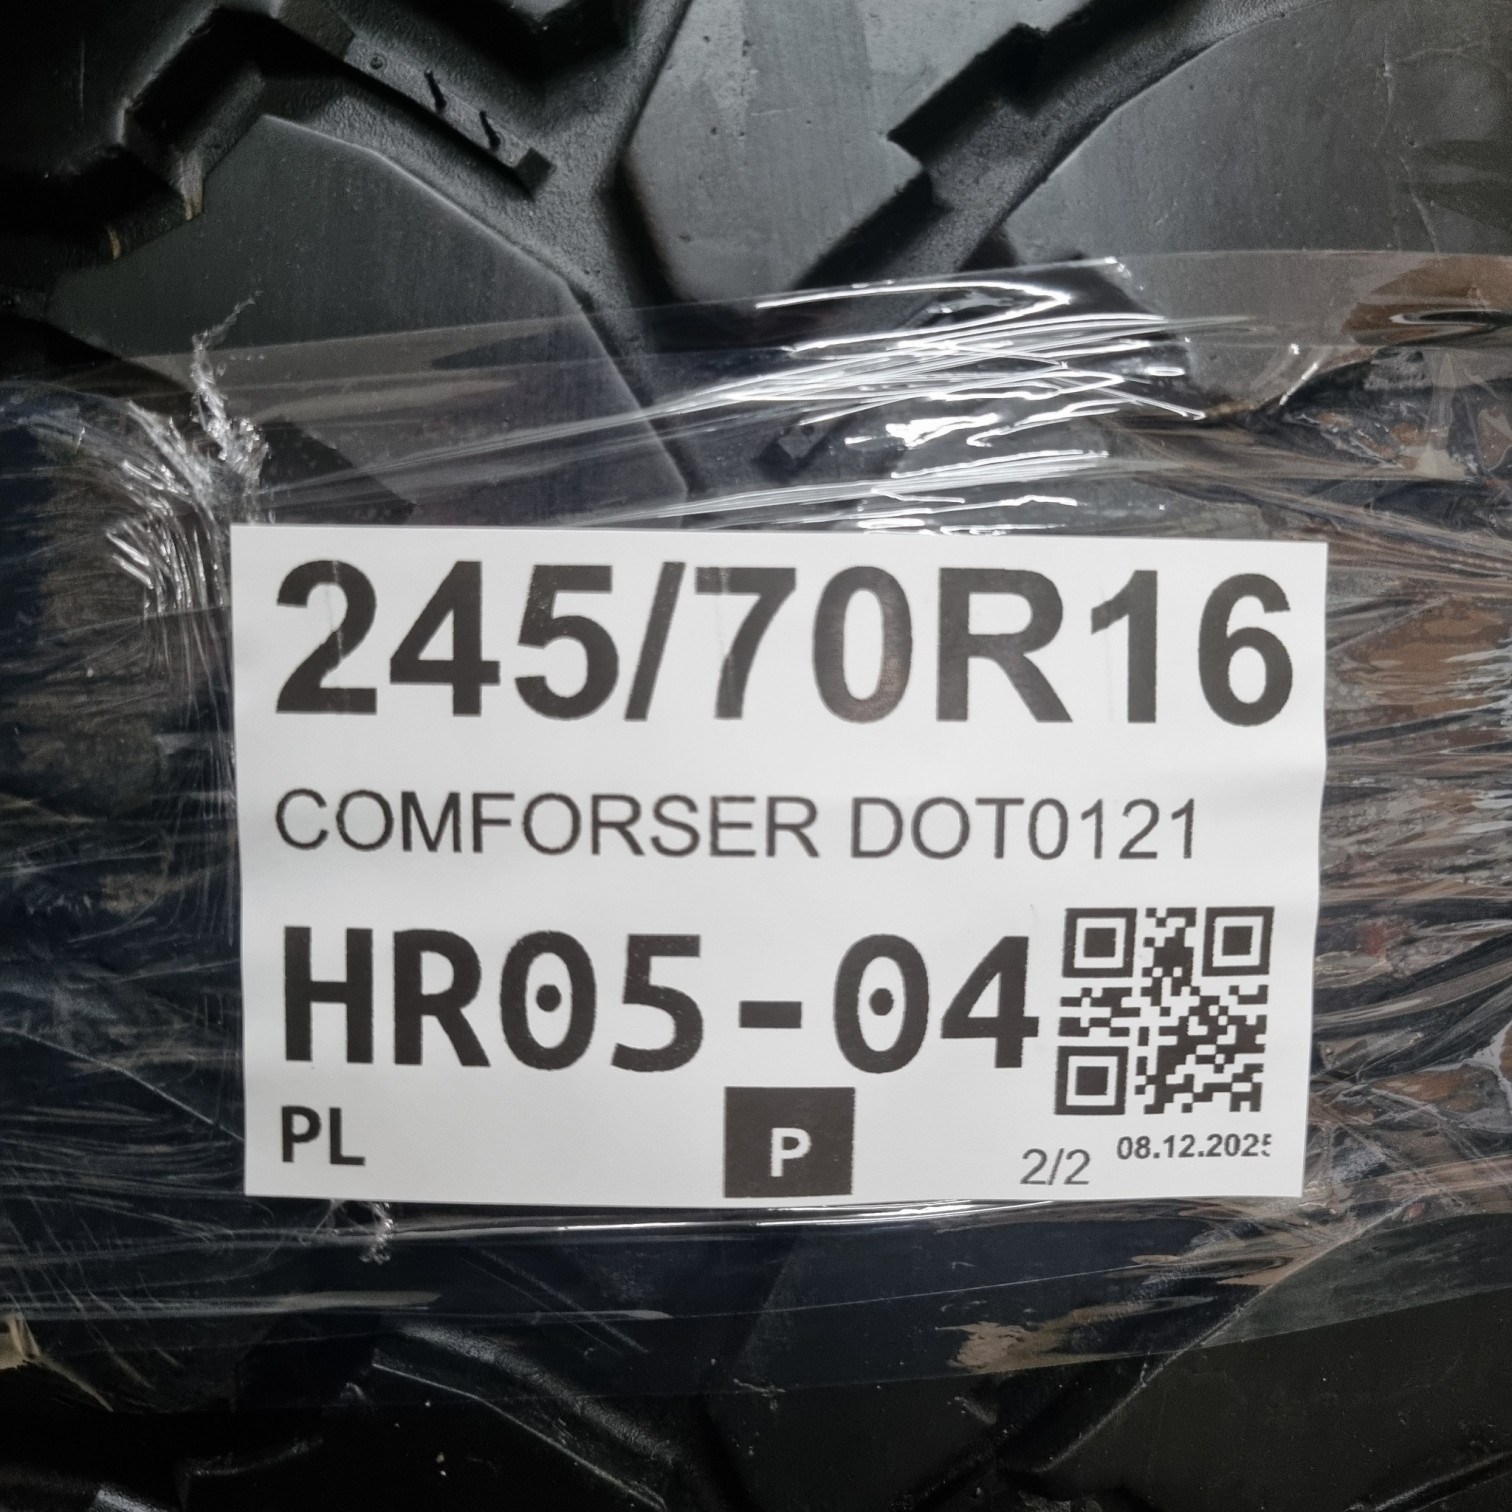 245/70R16
COMFORSER DOT0121
HR05-04
PL
P
2/2
08.12.2025